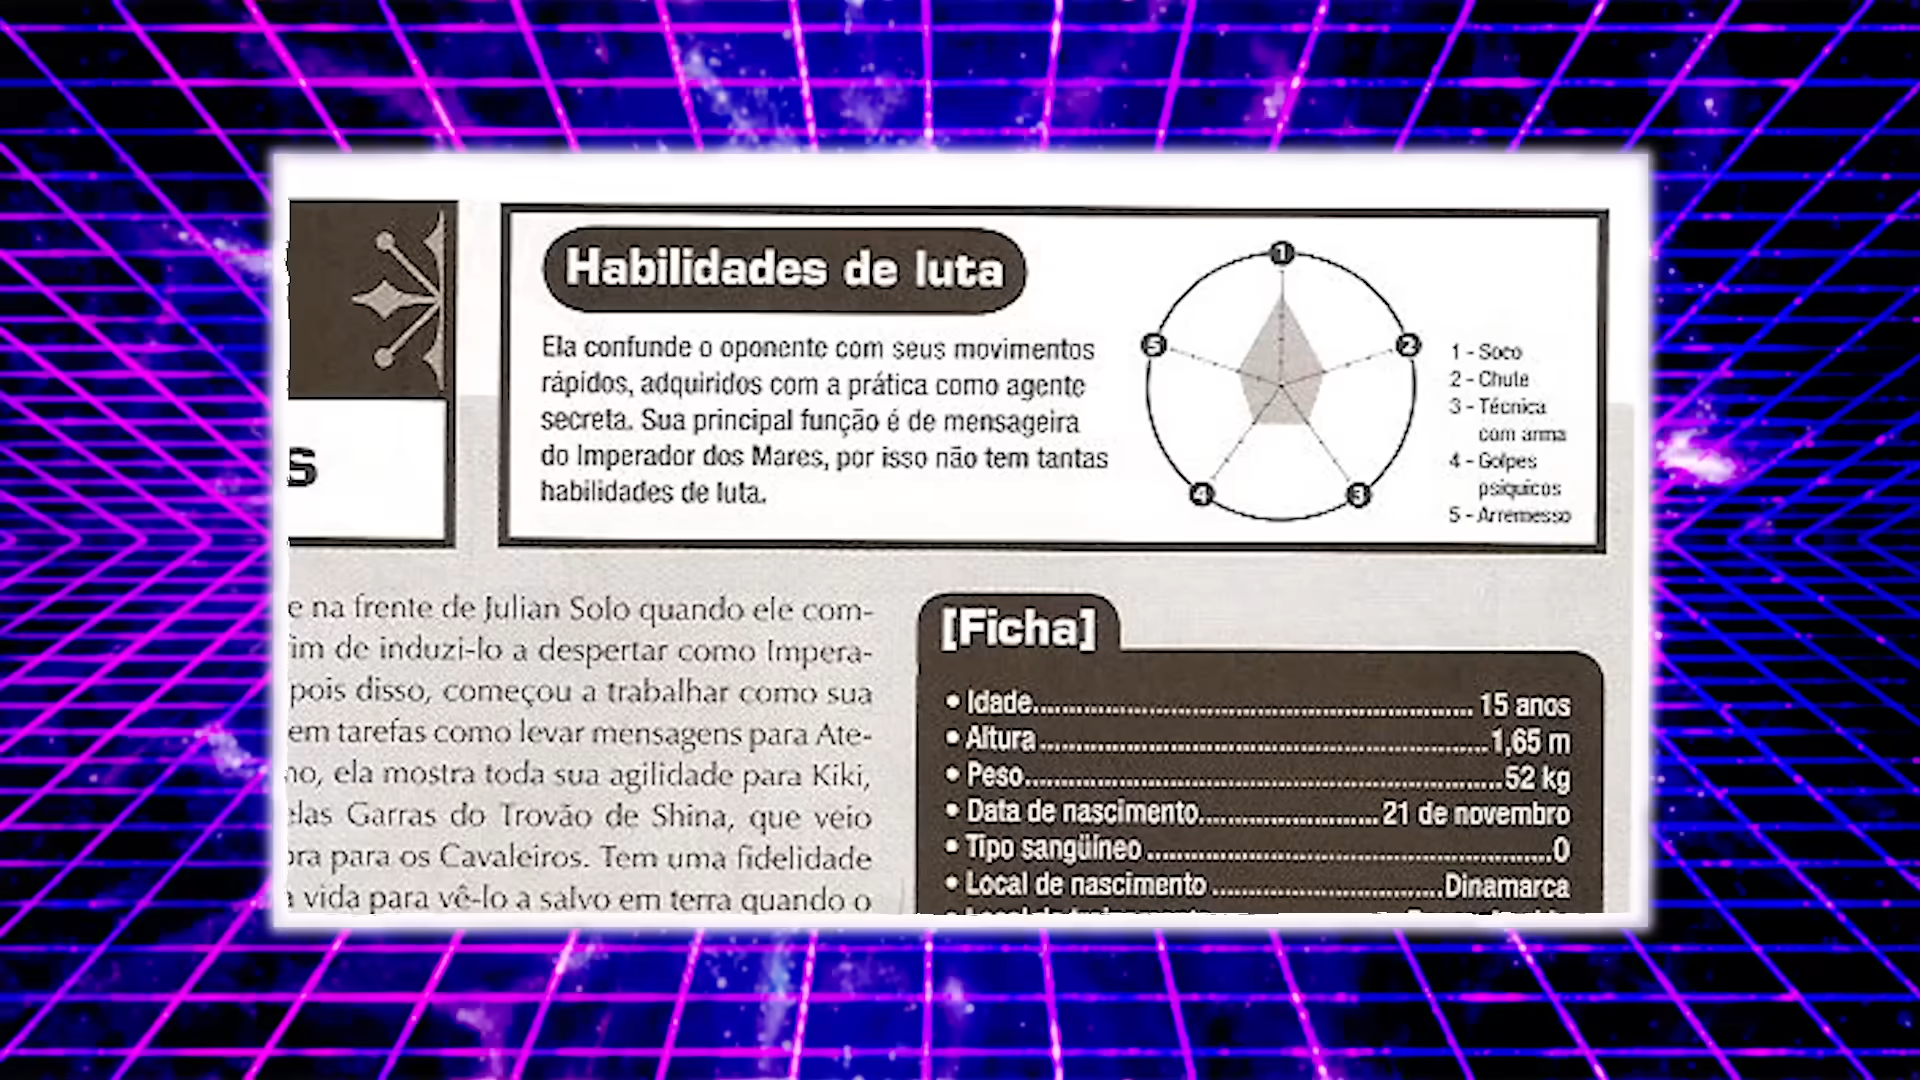 s
Habilidades de luta
Ela confunde o oponente com seus movimentos
rápidos, adquiridos com a prática como agente
secreta. Sua principal função é de mensageira
do Imperador dos Mares, por isso não tem tantas
habilidades de luta.
1
2
3
4
5
1 - Soco
2 - Chute
3 - Técnica
com arma
4 - Golpes
psíquicos
5 - Arremesso
e na frente de Julian Solo quando ele com-
im de induzi-lo a despertar como Impera-
pois disso, começou a trabalhar como sua
em tarefas como levar mensagens para Ate-
no, ela mostra toda sua agilidade para Kiki,
elas Garras do Trovão de Shina, que veio
ora para os Cavaleiros. Tem uma fidelidade
a vida para vê-lo a salvo em terra quando o
[Ficha]
• Idade.......... 15 anos
• Altura..........1,65 m
• Peso..........52 kg
• Data de nascimento..........21 de novembro
• Tipo sangüíneo..........O
• Local de nascimento..........Dinamarca